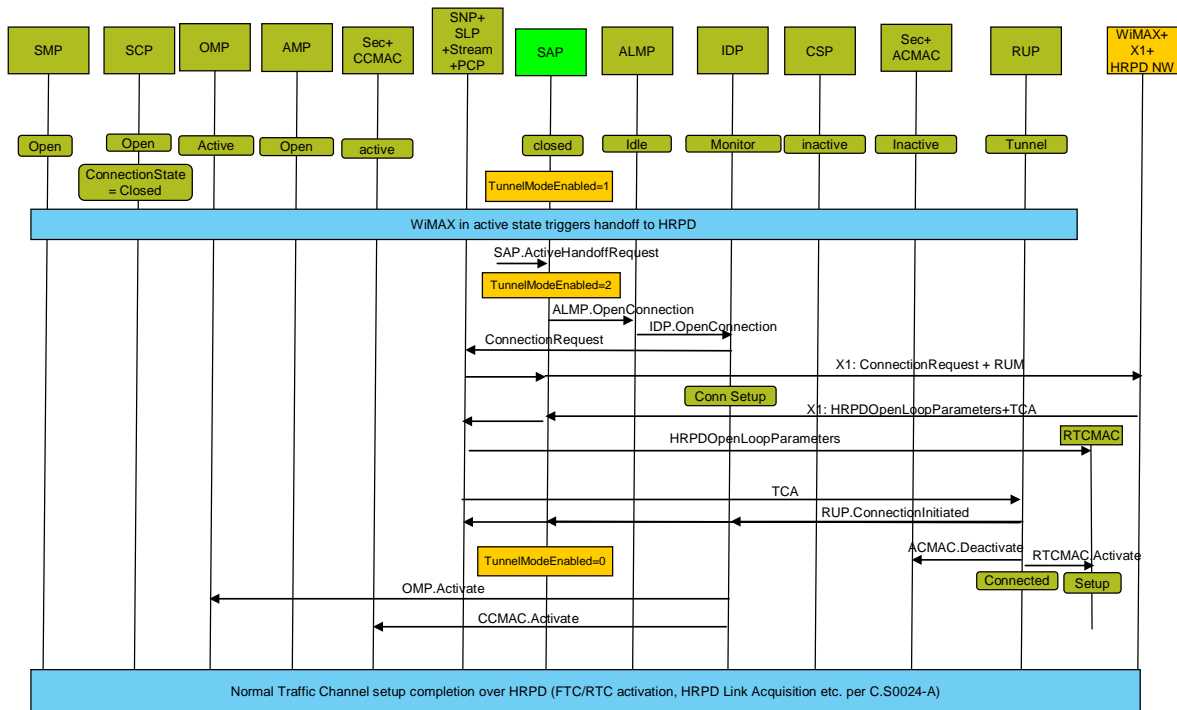 SMP
SCP
OMP
AMP
Sec+
CCMAC
SNP+
SLP
+Stream
+PCP
SAP
ALMP
IDP
CSP
Sec+
ACMAC
RUP
WiMAX+
X1+
HRPD NW
Open
Open
Active
Open
active
closed
Idle
Monitor
inactive
Inactive
Tunnel
ConnectionState
= Closed
TunnelModeEnabled=1
WiMAX in active state triggers handoff to HRPD
SAP.ActiveHandoffRequest
TunnelModeEnabled=2
ALMP.OpenConnection
IDP.OpenConnection
ConnectionRequest
X1: ConnectionRequest + RUM
Conn Setup
X1: HRPDOpenLoopParameters+TCA
HRPDOpenLoopParameters
RTCMAC
TCA
RUP.ConnectionInitiated
TunnelModeEnabled=0
ACMAC.Deactivate
RTCMAC.Activate
Connected
Setup
OMP.Activate
CCMAC.Activate
Normal Traffic Channel setup completion over HRPD (FTC/RTC activation, HRPD Link Acquisition etc. per C.S0024-A)